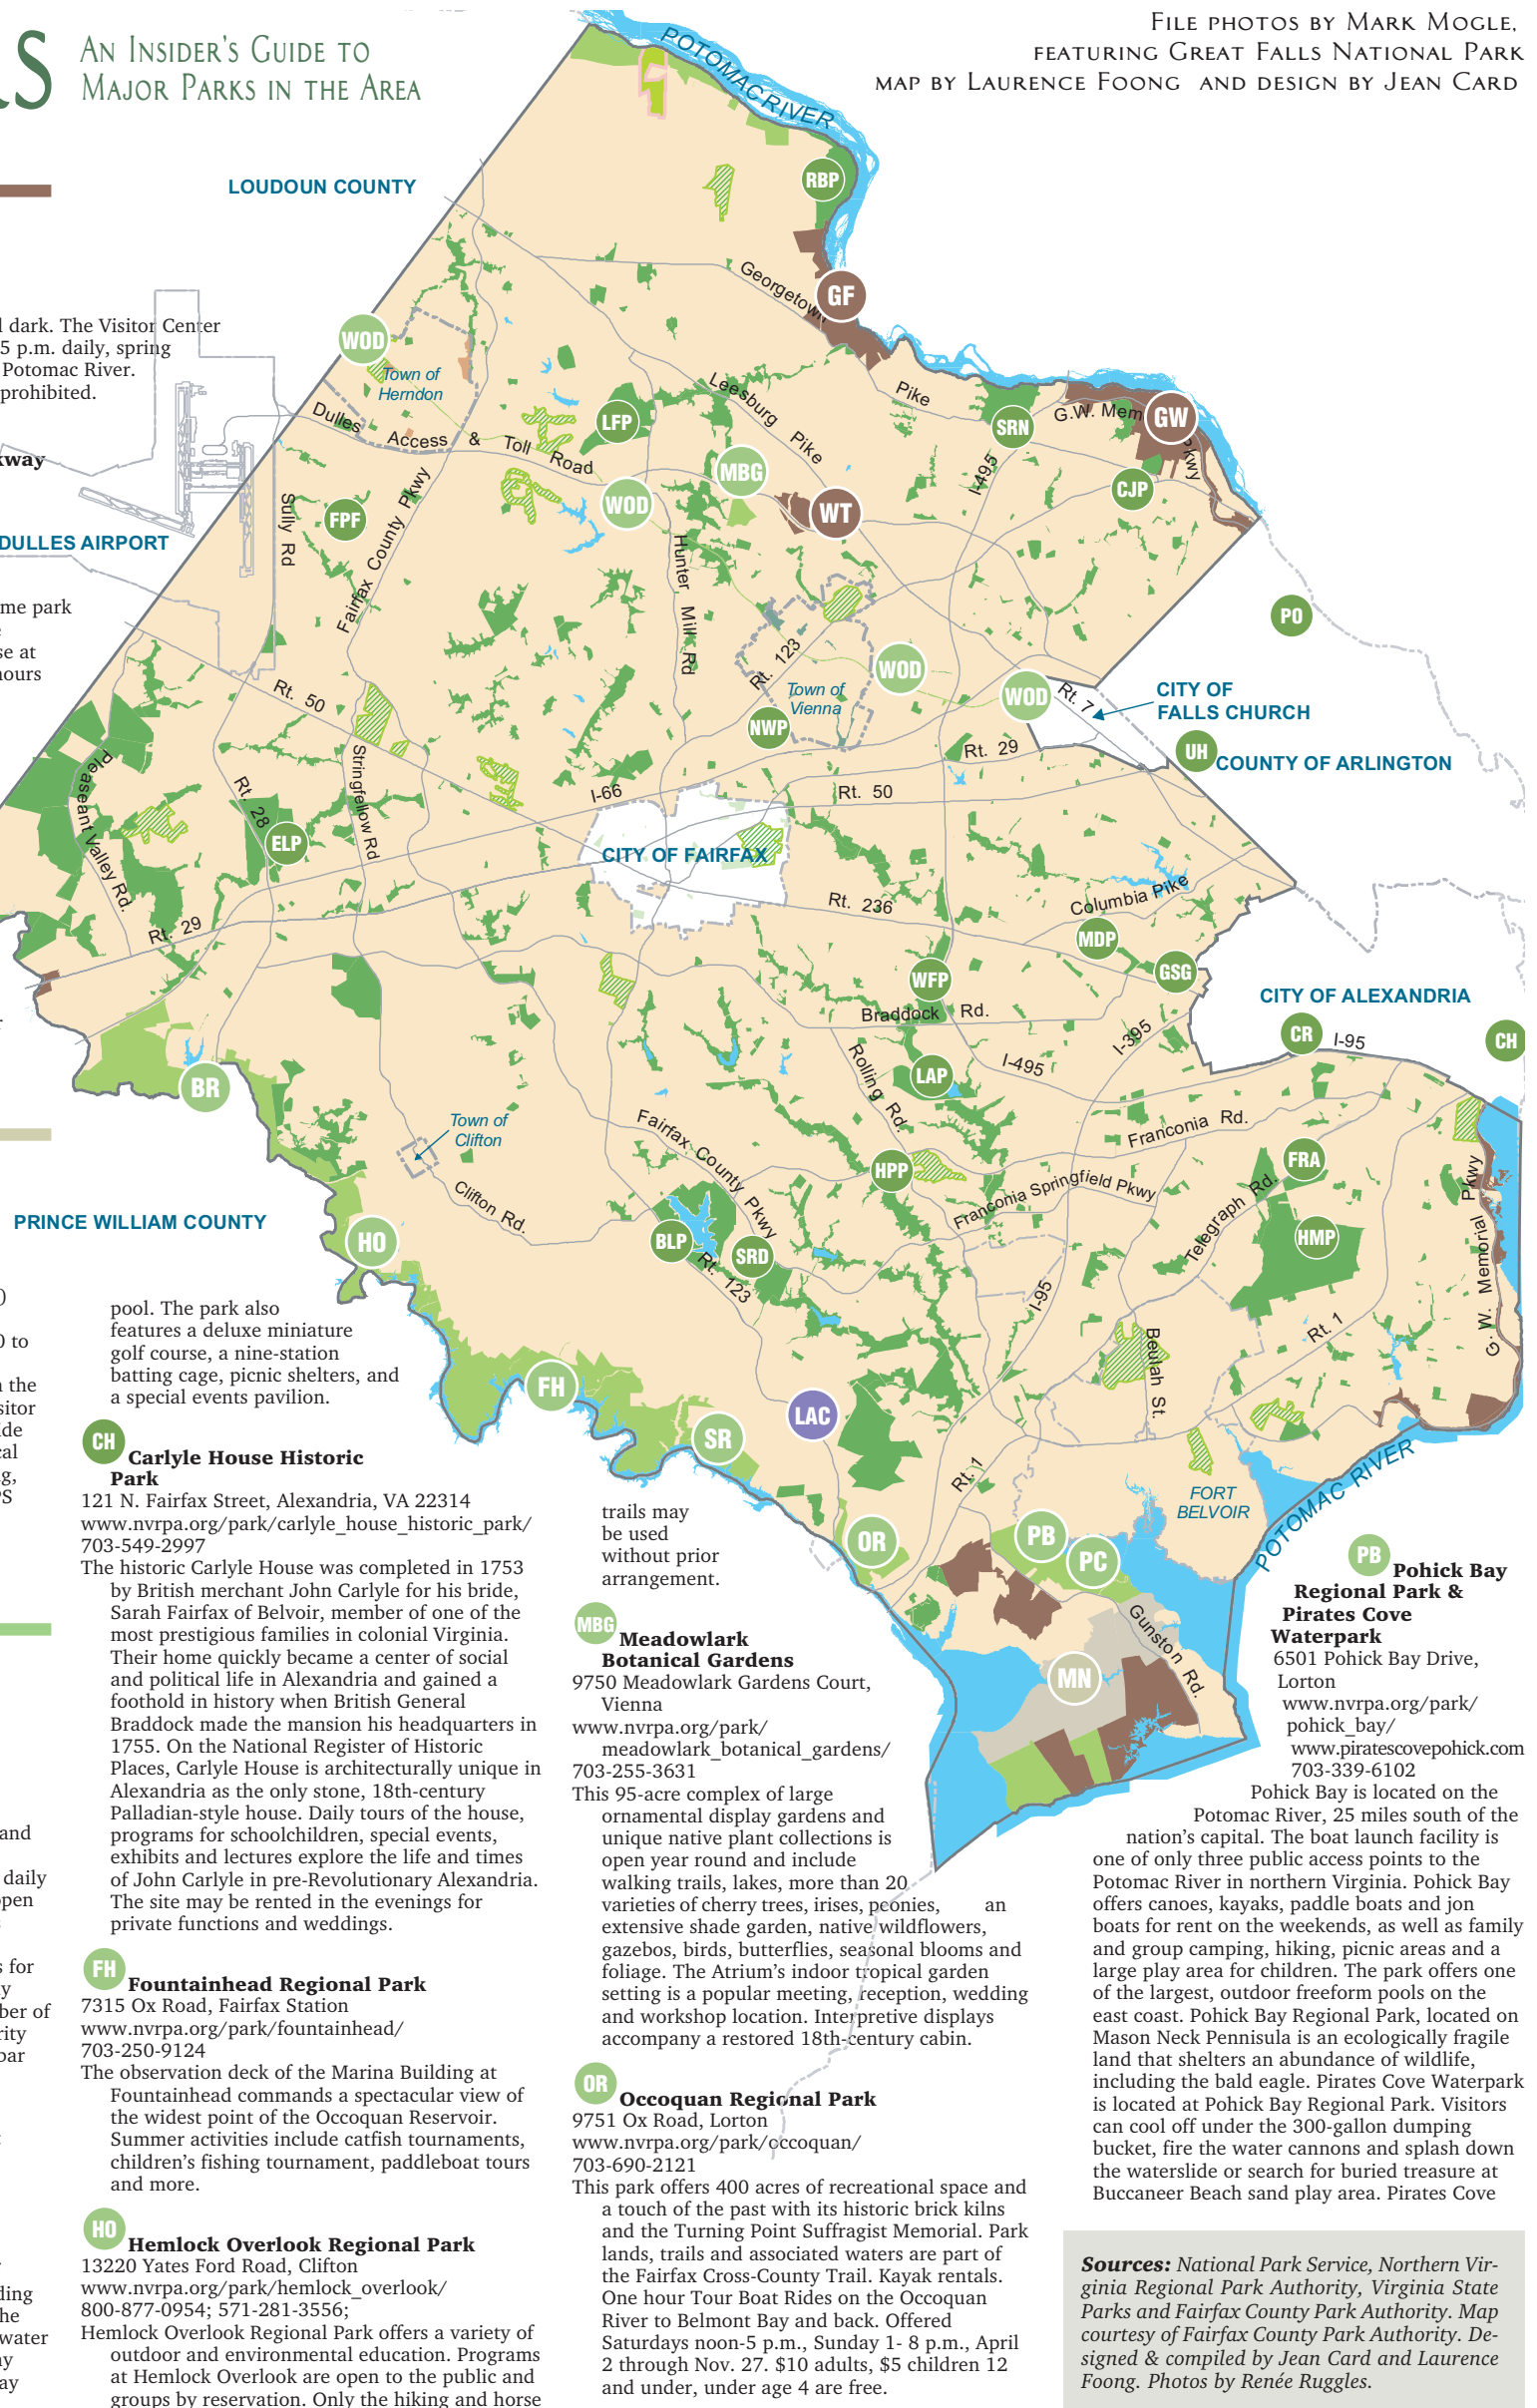 S
AN INSIDER'S GUIDE TO
MAJOR PARKS IN THE AREA
FILE PHOTOS BY MARK MOGLE,
FEATURING GREAT FALLS NATIONAL PARK
MAP BY LAURENCE FOONG AND DESIGN BY JEAN CARD
POTOMAC RIVER
LOUDOUN COUNTY
RBP
Georgetown
Pike
GF
l dark. The Visitor Center
5 p.m. daily, spring
Potomac River.
prohibited.
kway
WOD
Town of
Herndon
Dulles Access & Toll Road
LFP
Leesburg Pike
SRN
G.W. Mem
GW
Pkwy
MBG
WOD
WT
I-495
CJP
FPF
Sully Rd
Fairfax County Pkwy
Hunter Mill Rd
DULLES AIRPORT
me park
se at
hours
PO
Rt. 123
WOD
Town of
Vienna
NWP
WOD
Rt. 7
CITY OF
FALLS CHURCH
UH
COUNTY OF ARLINGTON
Rt. 50
Rt. 29
Pleaseant Valley Rd.
Rt. 28
Stringfellow Rd
I-66
Rt. 50
ELP
CITY OF FAIRFAX
Rt. 236
Columbia Pike
Rt. 29
MDP
WFP
GSG
CITY OF ALEXANDRIA
Braddock Rd.
CR
I-95
CH
I-395
I-495
Rolling Rd.
LAP
BR
Town of
Clifton
Fairfax County Pkwy
Franconia Rd.
HPP
FRA
Franconia Springfield Pkwy
Telegraph Rd.
G. W. Memorial Pkwy
PRINCE WILLIAM COUNTY
Clifton Rd.
HO
BLP
SRD
HMP
Rt. 123
I-95
Rt. 1
Beulah St.
FH
LAC
SR
Rt. 1
FORT
BELVOIR
POTOMAC RIVER
OR
PB
PC
Gunston Rd.
MN
)
0 to
n the
isitor
ide
cal
g,
PS
and
daily
open
s for
y
ber of
rity
bar
ding
he
water
ay
pool. The park also
features a deluxe miniature
golf course, a nine-station
batting cage, picnic shelters, and
a special events pavilion.
CH Carlyle House Historic
Park
121 N. Fairfax Street, Alexandria, VA 22314
www.nvrpa.org/park/carlyle_house_historic_park/
703-549-2997
The historic Carlyle House was completed in 1753
by British merchant John Carlyle for his bride,
Sarah Fairfax of Belvoir, member of one of the
most prestigious families in colonial Virginia.
Their home quickly became a center of social
and political life in Alexandria and gained a
foothold in history when British General
Braddock made the mansion his headquarters in
1755. On the National Register of Historic
Places, Carlyle House is architecturally unique in
Alexandria as the only stone, 18th-century
Palladian-style house. Daily tours of the house,
programs for schoolchildren, special events,
exhibits and lectures explore the life and times
of John Carlyle in pre-Revolutionary Alexandria.
The site may be rented in the evenings for
private functions and weddings.
FH Fountainhead Regional Park
7315 Ox Road, Fairfax Station
www.nvrpa.org/park/fountainhead/
703-250-9124
The observation deck of the Marina Building at
Fountainhead commands a spectacular view of
the widest point of the Occoquan Reservoir.
Summer activities include catfish tournaments,
children's fishing tournament, paddleboat tours
and more.
HO Hemlock Overlook Regional Park
13220 Yates Ford Road, Clifton
www.nvrpa.org/park/hemlock_overlook/
800-877-0954; 571-281-3556;
Hemlock Overlook Regional Park offers a variety of
outdoor and environmental education. Programs
at Hemlock Overlook are open to the public and
groups by reservation. Only the hiking and horse
trails may
be used
without prior
arrangement.
MBG Meadowlark
Botanical Gardens
9750 Meadowlark Gardens Court,
Vienna
www.nvrpa.org/park/
meadowlark_botanical_gardens/
703-255-3631
This 95-acre complex of large
ornamental display gardens and
unique native plant collections is
open year round and include
walking trails, lakes, more than 20
varieties of cherry trees, irises, peonies, an
extensive shade garden, native wildflowers,
gazebos, birds, butterflies, seasonal blooms and
foliage. The Atrium's indoor tropical garden
setting is a popular meeting, reception, wedding
and workshop location. Interpretive displays
accompany a restored 18th-century cabin.
OR Occoquan Regional Park
9751 Ox Road, Lorton
www.nvrpa.org/park/occoquan/
703-690-2121
This park offers 400 acres of recreational space and
a touch of the past with its historic brick kilns
and the Turning Point Suffragist Memorial. Park
lands, trails and associated waters are part of
the Fairfax Cross-County Trail. Kayak rentals.
One hour Tour Boat Rides on the Occoquan
River to Belmont Bay and back. Offered
Saturdays noon-5 p.m., Sunday 1- 8 p.m., April
2 through Nov. 27. $10 adults, $5 children 12
and under, under age 4 are free.
PB Pohick Bay
Regional Park &
Pirates Cove
Waterpark
6501 Pohick Bay Drive,
Lorton
www.nvrpa.org/park/
pohick_bay/
www.piratescovepohick.com
703-339-6102
Pohick Bay is located on the
Potomac River, 25 miles south of the
nation's capital. The boat launch facility is
one of only three public access points to the
Potomac River in northern Virginia. Pohick Bay
offers canoes, kayaks, paddle boats and jon
boats for rent on the weekends, as well as family
and group camping, hiking, picnic areas and a
large play area for children. The park offers one
of the largest, outdoor freeform pools on the
east coast. Pohick Bay Regional Park, located on
Mason Neck Pennisula is an ecologically fragile
land that shelters an abundance of wildlife,
including the bald eagle. Pirates Cove Waterpark
is located at Pohick Bay Regional Park. Visitors
can cool off under the 300-gallon dumping
bucket, fire the water cannons and splash down
the waterslide or search for buried treasure at
Buccaneer Beach sand play area. Pirates Cove
Sources: National Park Service, Northern Vir-
ginia Regional Park Authority, Virginia State
Parks and Fairfax County Park Authority. Map
courtesy of Fairfax County Park Authority. De-
signed & compiled by Jean Card and Laurence
Foong. Photos by Renée Ruggles.